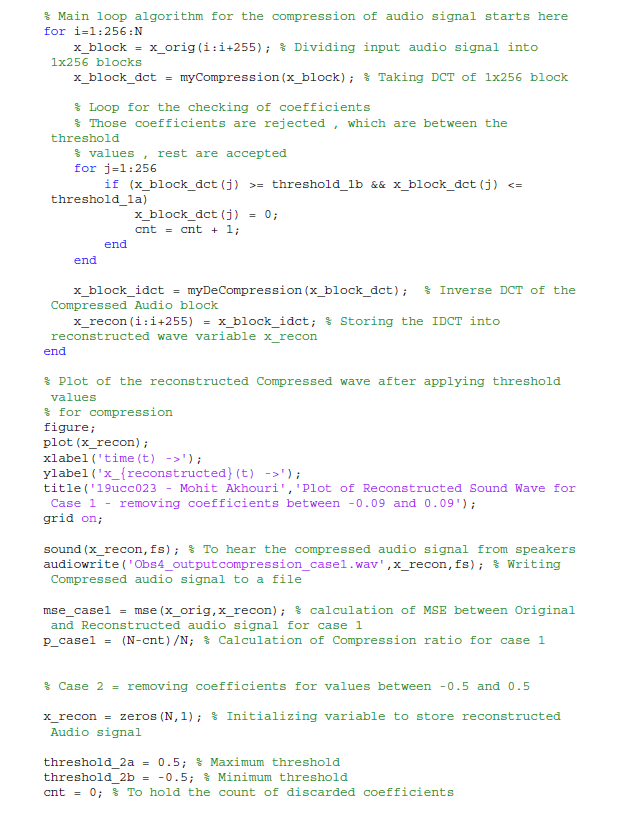 % Main loop algorithm for the compression of audio signal starts here
for i=1:256:N
    x_block = x_orig(i:i+255); % Dividing input audio signal into
 1x256 blocks
    x_block_dct = myCompression(x_block); % Taking DCT of 1x256 block
    % Loop for the checking of coefficients
    % Those coefficients are rejected , which are between the
 threshold
    % values , rest are accepted
    for j=1:256
        if (x_block_dct(j) >= threshold_1b && x_block_dct(j) <=
 threshold_1a)
            x_block_dct(j) = 0;
            cnt = cnt + 1;
        end
    end
    x_block_idct = myDeCompression(x_block_dct);  % Inverse DCT of the
 Compressed Audio block
    x_recon(i:i+255) = x_block_idct; % Storing the IDCT into
 reconstructed wave variable x_recon
end
% Plot of the reconstructed Compressed wave after applying threshold
 values
% for compression
figure;
plot(x_recon);
xlabel('time(t) ->');
ylabel('x_{reconstructed}(t) ->');
title('19ucc023 - Mohit Akhouri','Plot of Reconstructed Sound Wave for
 Case 1 - removing coefficients between -0.09 and 0.09');
grid on;
sound(x_recon,fs); % To hear the compressed audio signal from speakers
audiowrite('Obs4_outputcompression_case1.wav',x_recon,fs); % Writing
 Compressed audio signal to a file
mse_case1 = mse(x_orig,x_recon); % calculation of MSE between Original
 and Reconstructed audio signal for case 1
p_case1 = (N-cnt)/N; % Calculation of Compression ratio for case 1
% Case 2 = removing coefficients for values between -0.5 and 0.5
x_recon = zeros(N,1); % Initializing variable to store reconstructed
 Audio signal
threshold_2a = 0.5; % Maximum threshold
threshold_2b = -0.5; % Minimum threshold
cnt = 0; % To hold the count of discarded coefficients